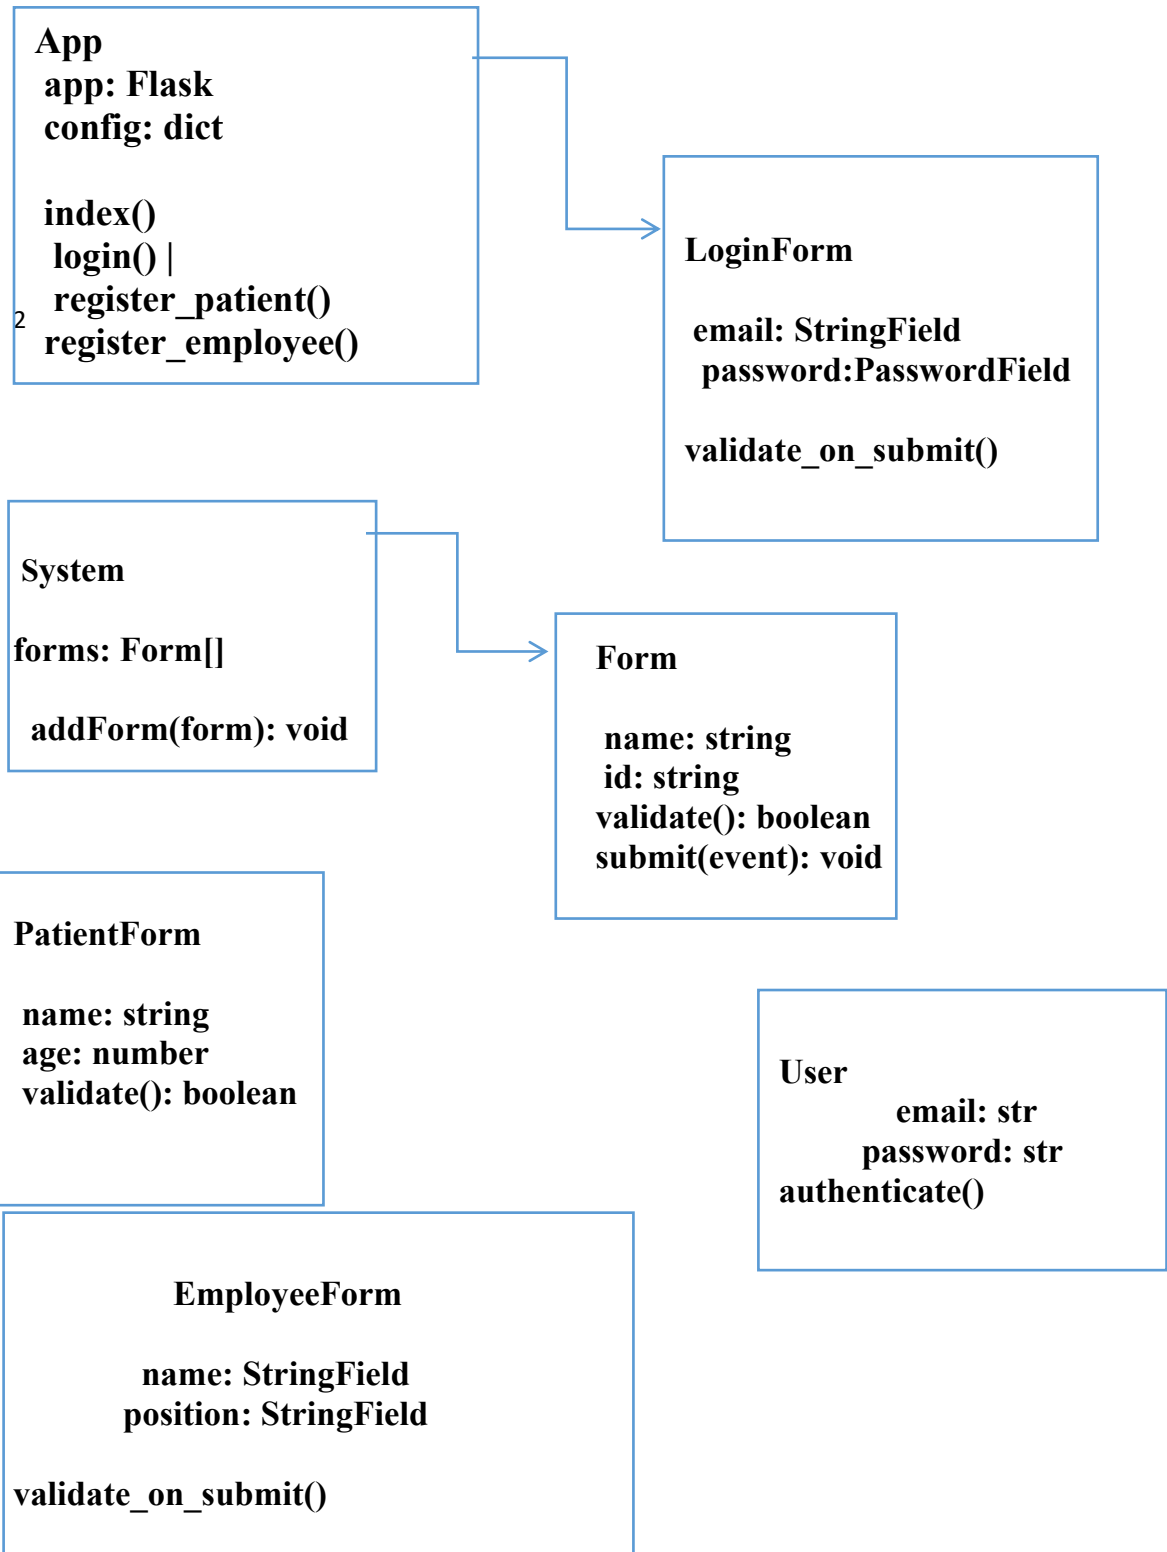 App
app: Flask
config: dict
index()
login() |
register_patient()
2
register_employee()
LoginForm
email: StringField
password:PasswordField
validate_on_submit()
System
forms: Form[]
addForm(form): void
Form
name: string
id: string
validate(): boolean
submit(event): void
PatientForm
name: string
age: number
validate(): boolean
User
email: str
password: str
authenticate()
EmployeeForm
name: StringField
position: StringField
validate_on_submit()